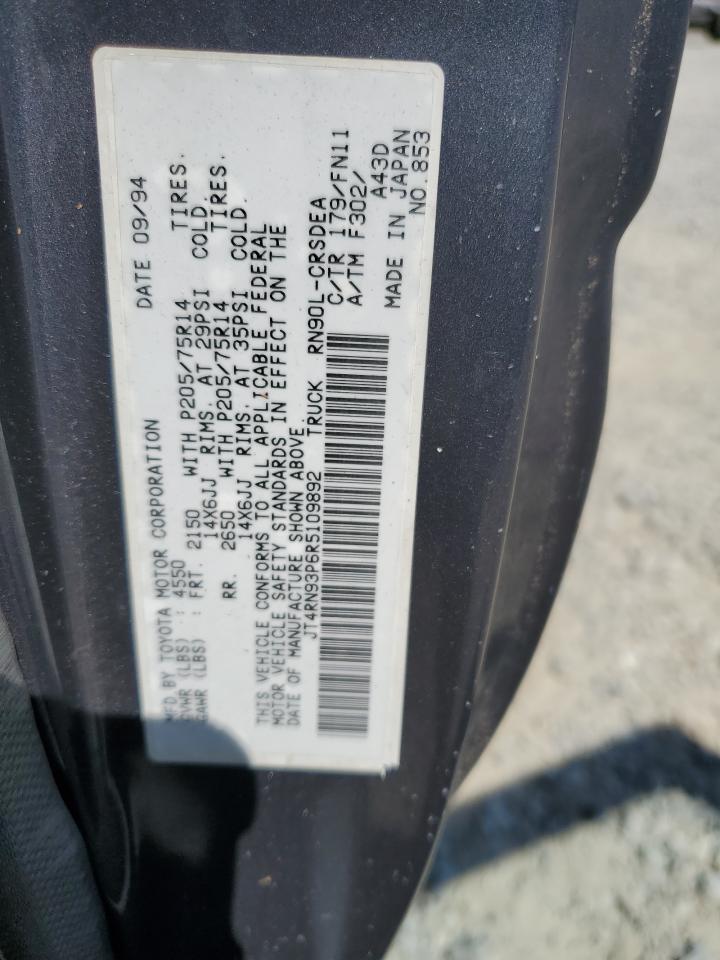 MFD.BY TOYOTA MOTOR CORPORATION DATE 09/94
GVWR (LBS) : 4550
GAWR (LBS) : FRT. 2150 WITH P205/75R14 TIRES.
14X6JJ RIMS. AT 29PSI COLD.
RR. 2650 WITH P205/75R14 TIRES.
14X6JJ RIMS. AT 35PSI COLD.
THIS VEHICLE CONFORMS TO ALL APPLICABLE FEDERAL
MOTOR VEHICLE SAFETY STANDARDS IN EFFECT ON THE
DATE OF MANUFACTURE SHOWN ABOVE.
JT4RN93P6R5109892 TRUCK RN90L-CRSDEA
C/TR 179/FN11
A/TM F302/ A43D
MADE IN JAPAN
NO.853